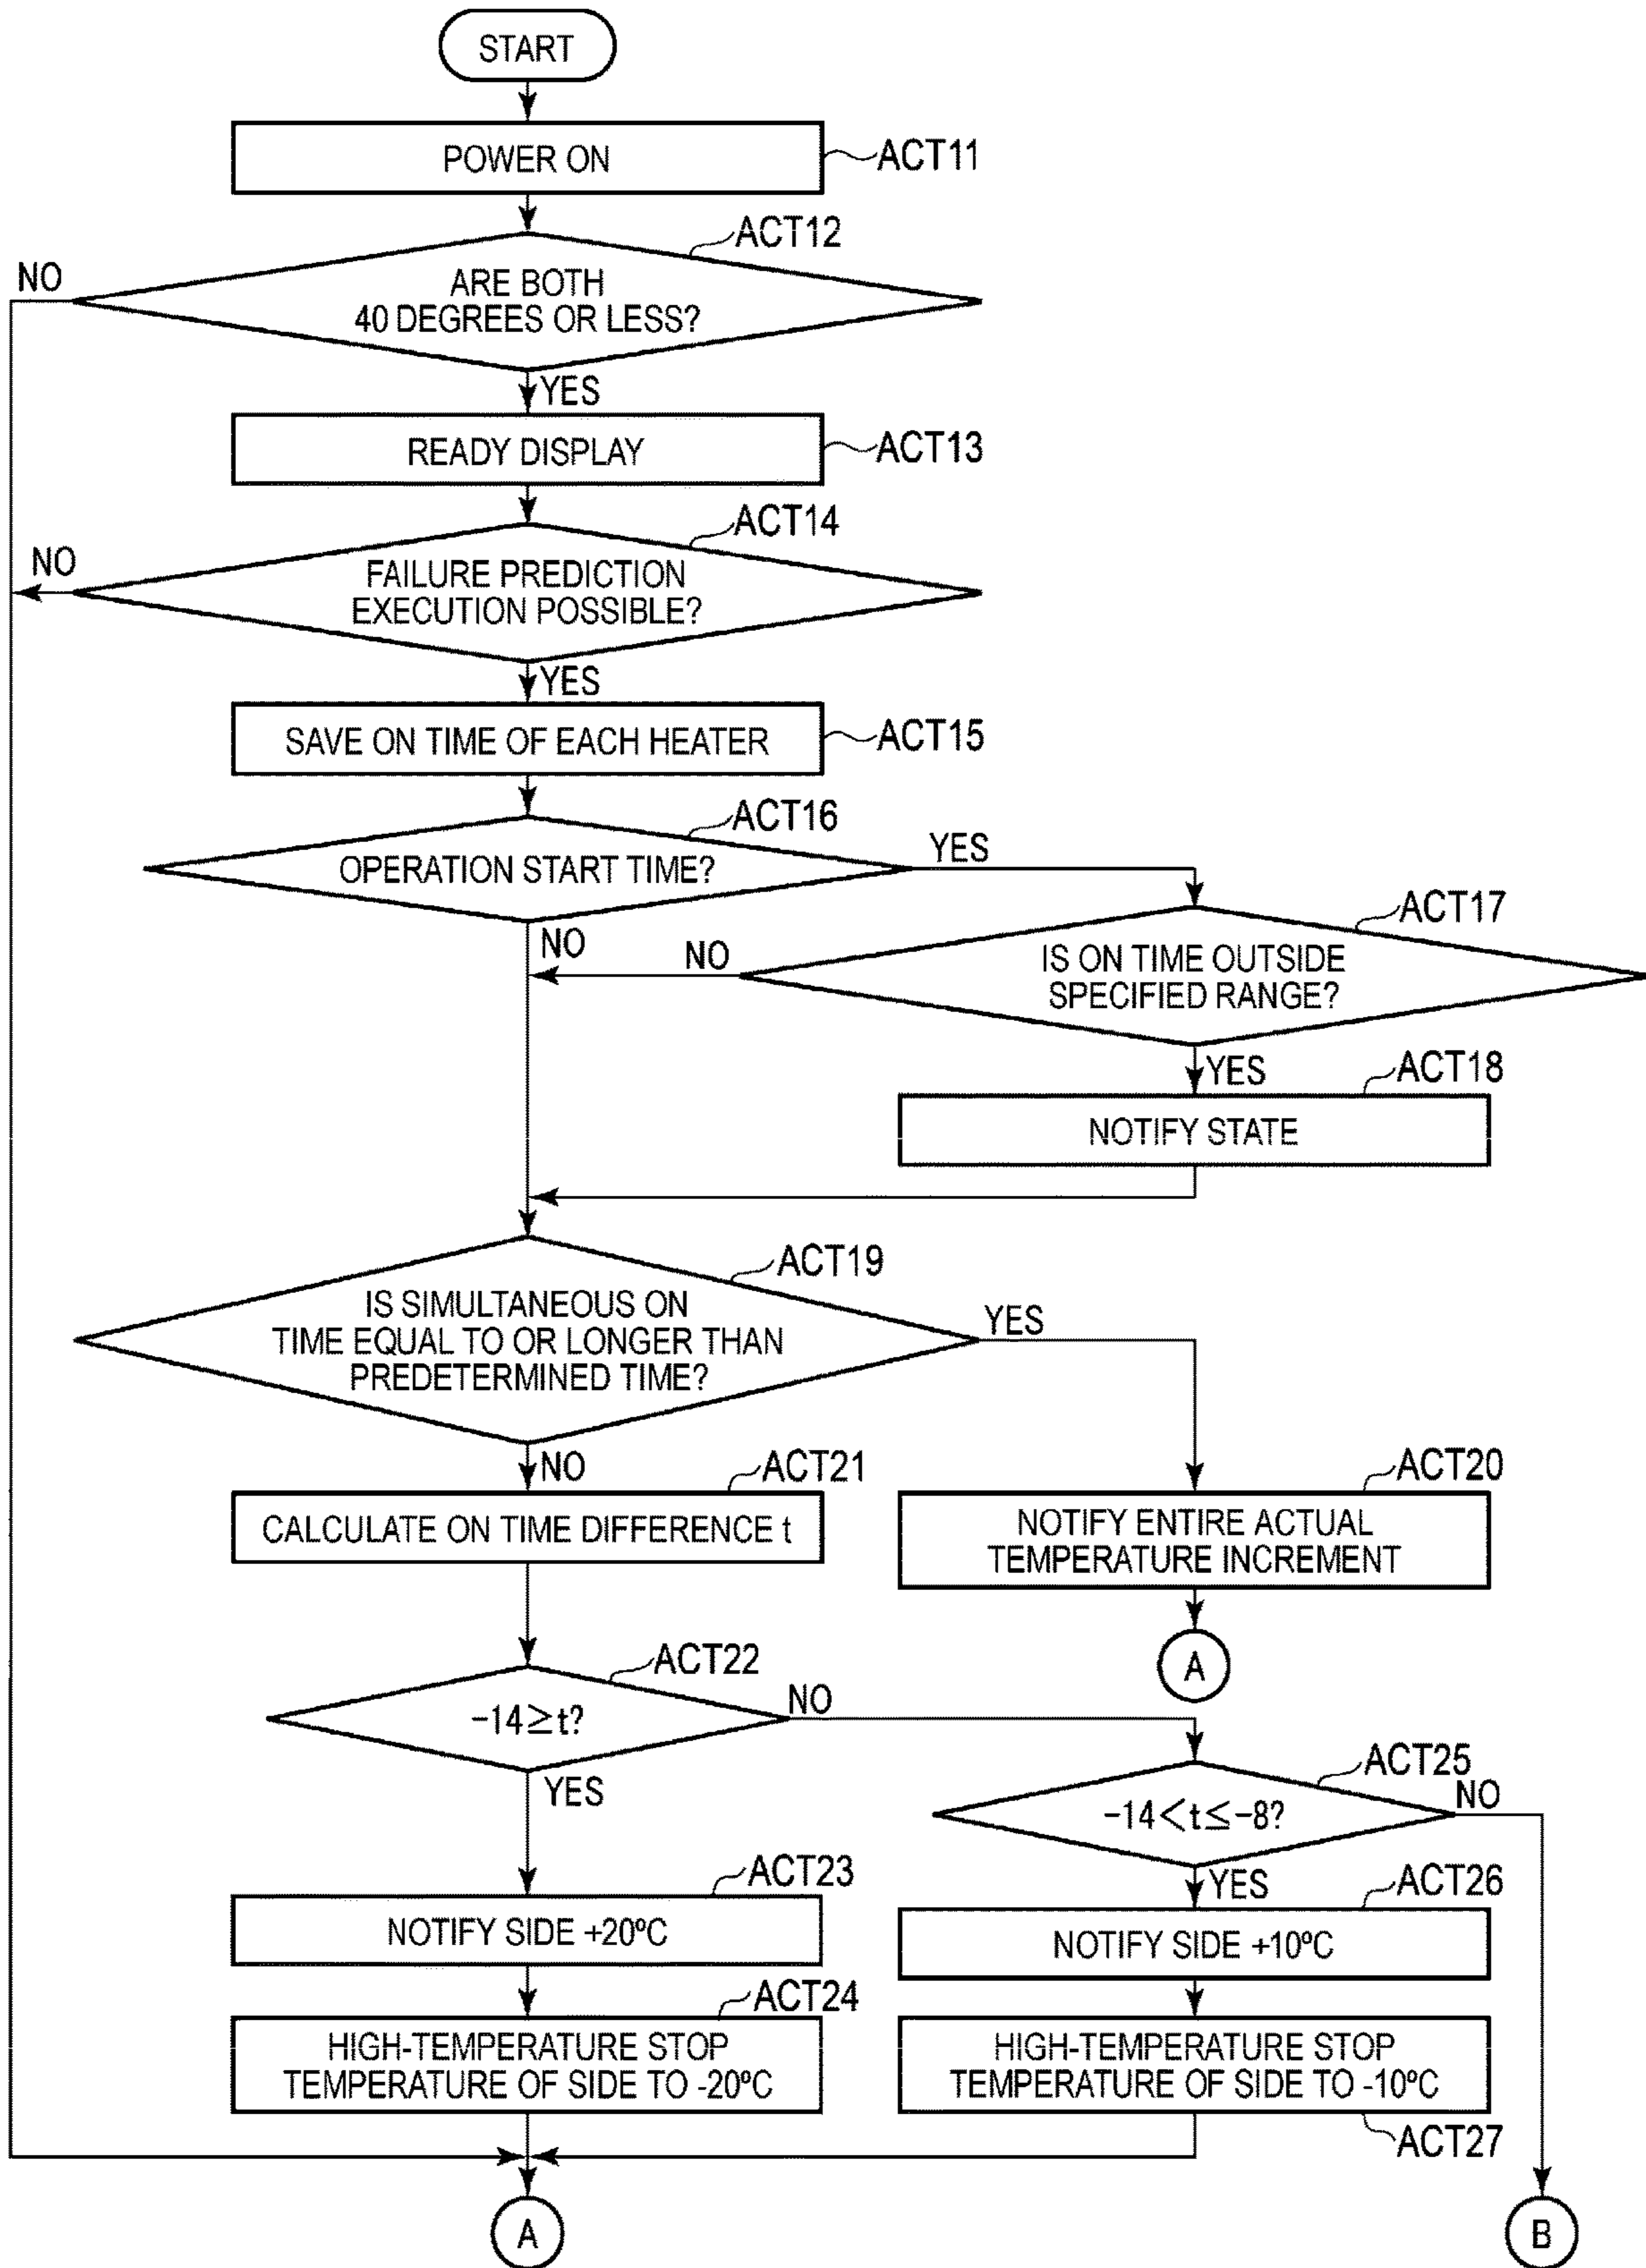 START
POWER ON
ACT11
ACT12
NO
ARE BOTH
40 DEGREES OR LESS?
YES
READY DISPLAY
ACT13
ACT14
NO
FAILURE PREDICTION
EXECUTION POSSIBLE?
YES
SAVE ON TIME OF EACH HEATER
ACT15
ACT16
OPERATION START TIME?
YES
ACT17
NO
NO
IS ON TIME OUTSIDE
SPECIFIED RANGE?
YES
ACT18
NOTIFY STATE
ACT19
IS SIMULTANEOUS ON
TIME EQUAL TO OR LONGER THAN
PREDETERMINED TIME?
YES
NO
ACT21
CALCULATE ON TIME DIFFERENCE t
ACT20
NOTIFY ENTIRE ACTUAL
TEMPERATURE INCREMENT
A
ACT22
−14≥t?
NO
YES
ACT25
−14<t≤−8?
NO
YES
ACT23
NOTIFY SIDE +20ºC
ACT26
NOTIFY SIDE +10ºC
ACT24
HIGH-TEMPERATURE STOP
TEMPERATURE OF SIDE TO -20ºC
HIGH-TEMPERATURE STOP
TEMPERATURE OF SIDE TO -10ºC
ACT27
A
B